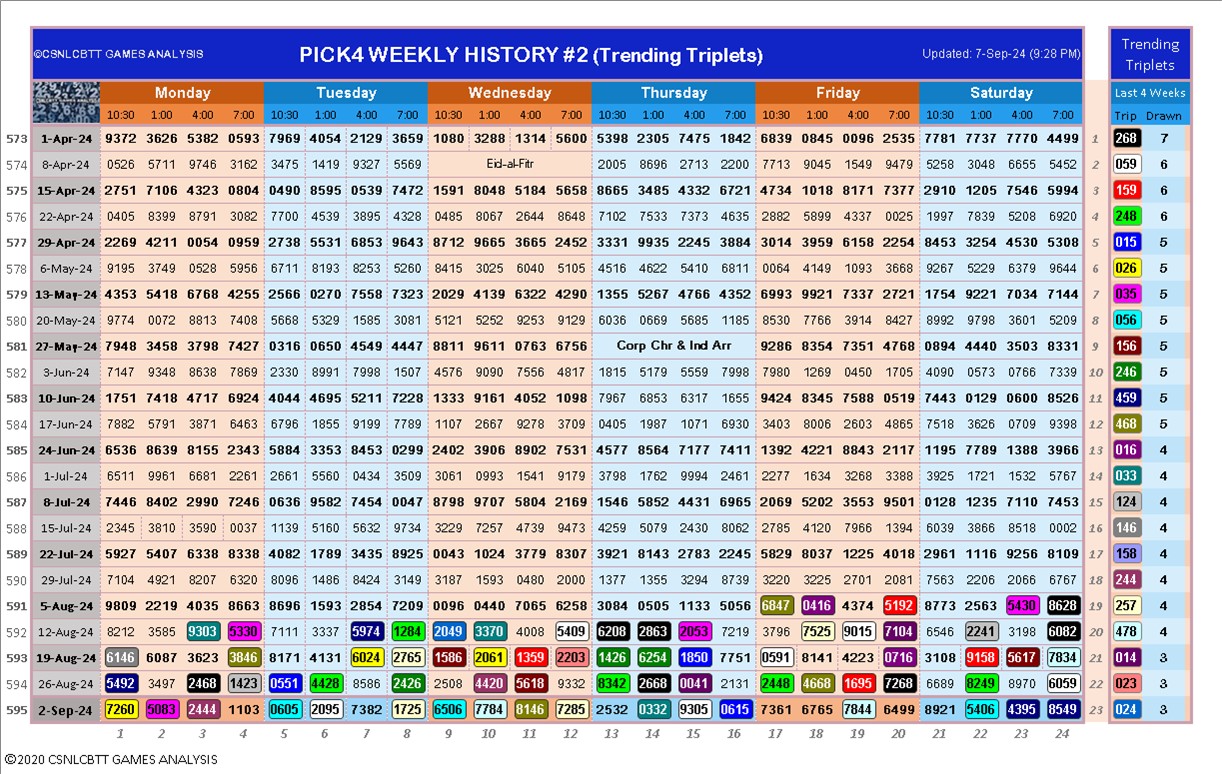 ©CSNLCBTT GAMES ANALYSIS PICK4 WEEKLY HISTORY #2 (Trending Triplets) Updated: 7-Sep-24 (9:28 PM) Trending
Triplets
Monday Tuesday Wednesday Thursday Friday Saturday Last 4 Weeks
10:30 1:00 4:00 7:00 10:30 1:00 4:00 7:00 10:30 1:00 4:00 7:00 10:30 1:00 4:00 7:00 10:30 1:00 4:00 7:00 10:30 1:00 4:00 7:00 Trip Drawn
573 1-Apr-24 9372 3626 5382 0593 7969 4054 2129 3659 1080 3288 1314 5600 5398 2305 7475 1842 6839 0845 0096 2535 7781 7737 7770 4499 1 268 7
574 8-Apr-24 0526 5711 9746 3162 3475 1419 9327 5569 Eid-al-Fitr 2005 8696 2713 2200 7713 9045 1549 9479 5258 3048 6655 5452 2 059 6
575 15-Apr-24 2751 7106 4323 0804 0490 8595 0539 7472 1591 8048 5184 5658 8665 3485 4332 6721 4734 1018 8171 7377 2910 1205 7546 5994 3 159 6
576 22-Apr-24 0405 8399 8791 3082 7700 4539 3895 4328 0485 8067 2644 8648 7102 7533 7373 4635 2882 5899 4337 0025 1997 7839 5208 6920 4 248 6
577 29-Apr-24 2269 4211 0054 0959 2738 5531 6853 9643 8712 9665 3665 2452 3331 9935 2245 3884 3014 3959 6158 2254 8453 3254 4530 5308 5 015 5
578 6-May-24 9195 3749 0528 5956 6711 8193 8253 5260 8415 3025 6040 5105 4516 4622 5410 6811 0064 4149 1093 3668 9267 5229 6379 9644 6 026 5
579 13-May-24 4353 5418 6768 4255 2566 0270 7558 7323 2029 4139 6322 4290 1355 5267 4766 4352 6993 9921 7337 2721 1754 9221 7034 7144 7 035 5
580 20-May-24 9774 0072 8813 7408 5668 5329 1585 3081 5121 5252 9253 9129 6036 0669 5685 1185 8530 7766 3914 8427 8992 9798 3601 5209 8 056 5
581 27-May-24 7948 3458 3798 7427 0316 0650 4549 4447 8111 9611 0763 6756 Corp Chr & Ind Arr 9286 8354 7351 4768 0894 4440 3503 8331 9 156 5
582 3-Jun-24 7147 9348 8638 7869 2330 8991 7998 1507 4576 9090 7556 4817 1815 5179 5559 7998 7980 1269 0450 1705 4090 0573 0766 7339 10 246 5
583 10-Jun-24 1751 7418 4717 6924 4044 4695 5211 7228 1333 9161 4052 1098 7967 6853 6317 1655 9424 8345 7588 0519 7443 0129 0600 8526 11 459 5
584 17-Jun-24 7882 5791 3871 6463 6796 1855 9199 7789 1107 2667 9278 3709 0405 1987 1071 6930 3403 8006 2603 4865 7518 3626 0709 9398 12 468 5
585 24-Jun-24 6536 8639 8155 2343 5884 3353 8453 0299 2402 3906 8902 7531 4577 8564 7177 7411 1392 4221 8843 2117 1195 7789 1388 3966 13 016 4
586 1-Jul-24 6511 9961 6681 2261 2661 5560 0434 3509 3061 0993 1541 9179 3798 1762 0994 2461 2277 1634 3268 3388 3925 1721 1532 5767 14 033 4
587 8-Jul-24 7446 8402 2990 7246 0636 9582 7454 0047 8798 9707 5804 2169 1546 5852 4431 6965 2069 5202 3553 9501 0128 1235 7110 7453 15 124 4
588 15-Jul-24 2345 3810 3590 0037 1139 5160 5632 9734 3229 7257 4739 9473 4259 5079 2430 8062 2785 4120 7966 1394 6039 3866 8518 0002 16 146 4
589 22-Jul-24 5927 5407 6338 8338 4082 1789 3435 8925 0043 1024 3779 8307 3921 8143 2783 2245 5829 8037 1225 4018 2961 1116 9256 8109 17 158 4
590 29-Jul-24 7104 4921 8207 6320 8096 1486 8424 3149 3187 1593 0480 2000 1377 1355 3294 8739 3220 3225 2701 2081 7563 2206 2066 6767 18 244 4
591 5-Aug-24 9809 2219 4035 8663 8696 1593 2854 7209 0096 0440 7065 6258 3084 0505 1133 5056 6847 0416 4374 5192 8773 2563 5430 8628 19 257 4
592 12-Aug-24 8212 3585 9303 5330 7111 3337 5974 1284 2049 3370 4008 5409 6208 2863 2053 7219 3796 7525 9015 7104 6546 2241 3198 6082 20 478 4
593 19-Aug-24 6146 6087 3623 3846 8171 4131 6024 2765 1586 2061 1359 2203 1426 6254 1850 7751 0591 8141 4223 0716 3108 9158 5617 7834 21 014 3
594 26-Aug-24 5492 3497 2468 1423 0551 4428 8586 2426 2508 4420 5618 9332 8342 2668 0041 2131 2448 4668 1695 7268 6689 8249 8970 6059 22 023 3
595 2-Sep-24 7260 5083 2444 1103 0605 2095 7382 1725 6506 7784 8146 7285 2532 0332 9305 0615 7361 6765 7844 6499 8921 5406 4395 8549 23 024 3
1 2 3 4 5 6 7 8 9 10 11 12 13 14 15 16 17 18 19 20 21 22 23 24
©2020 CSNLCBTT GAMES ANALYSIS